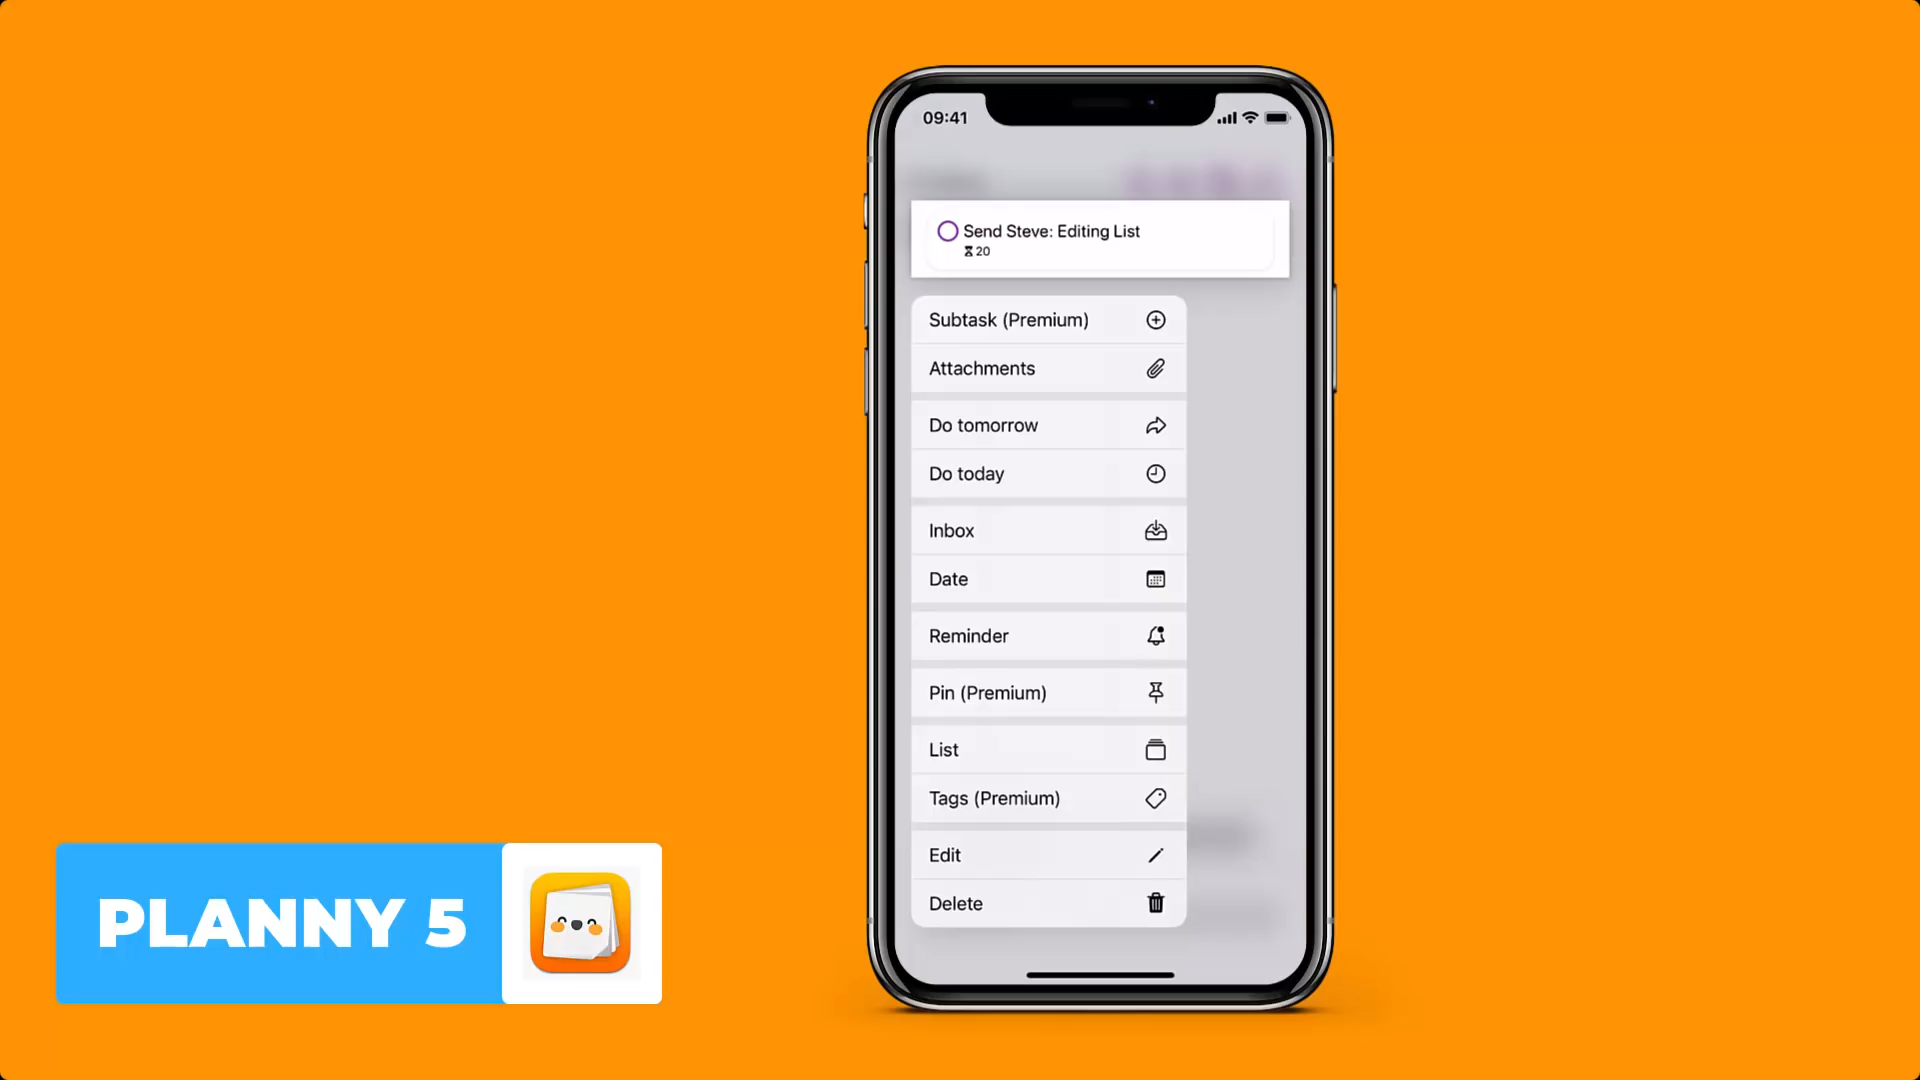 09:41
Send Steve: Editing List
20
Subtask (Premium)
Attachments
Do tomorrow
Do today
Inbox
Date
Reminder
Pin (Premium)
List
Tags (Premium)
Edit
Delete
PLANNY 5